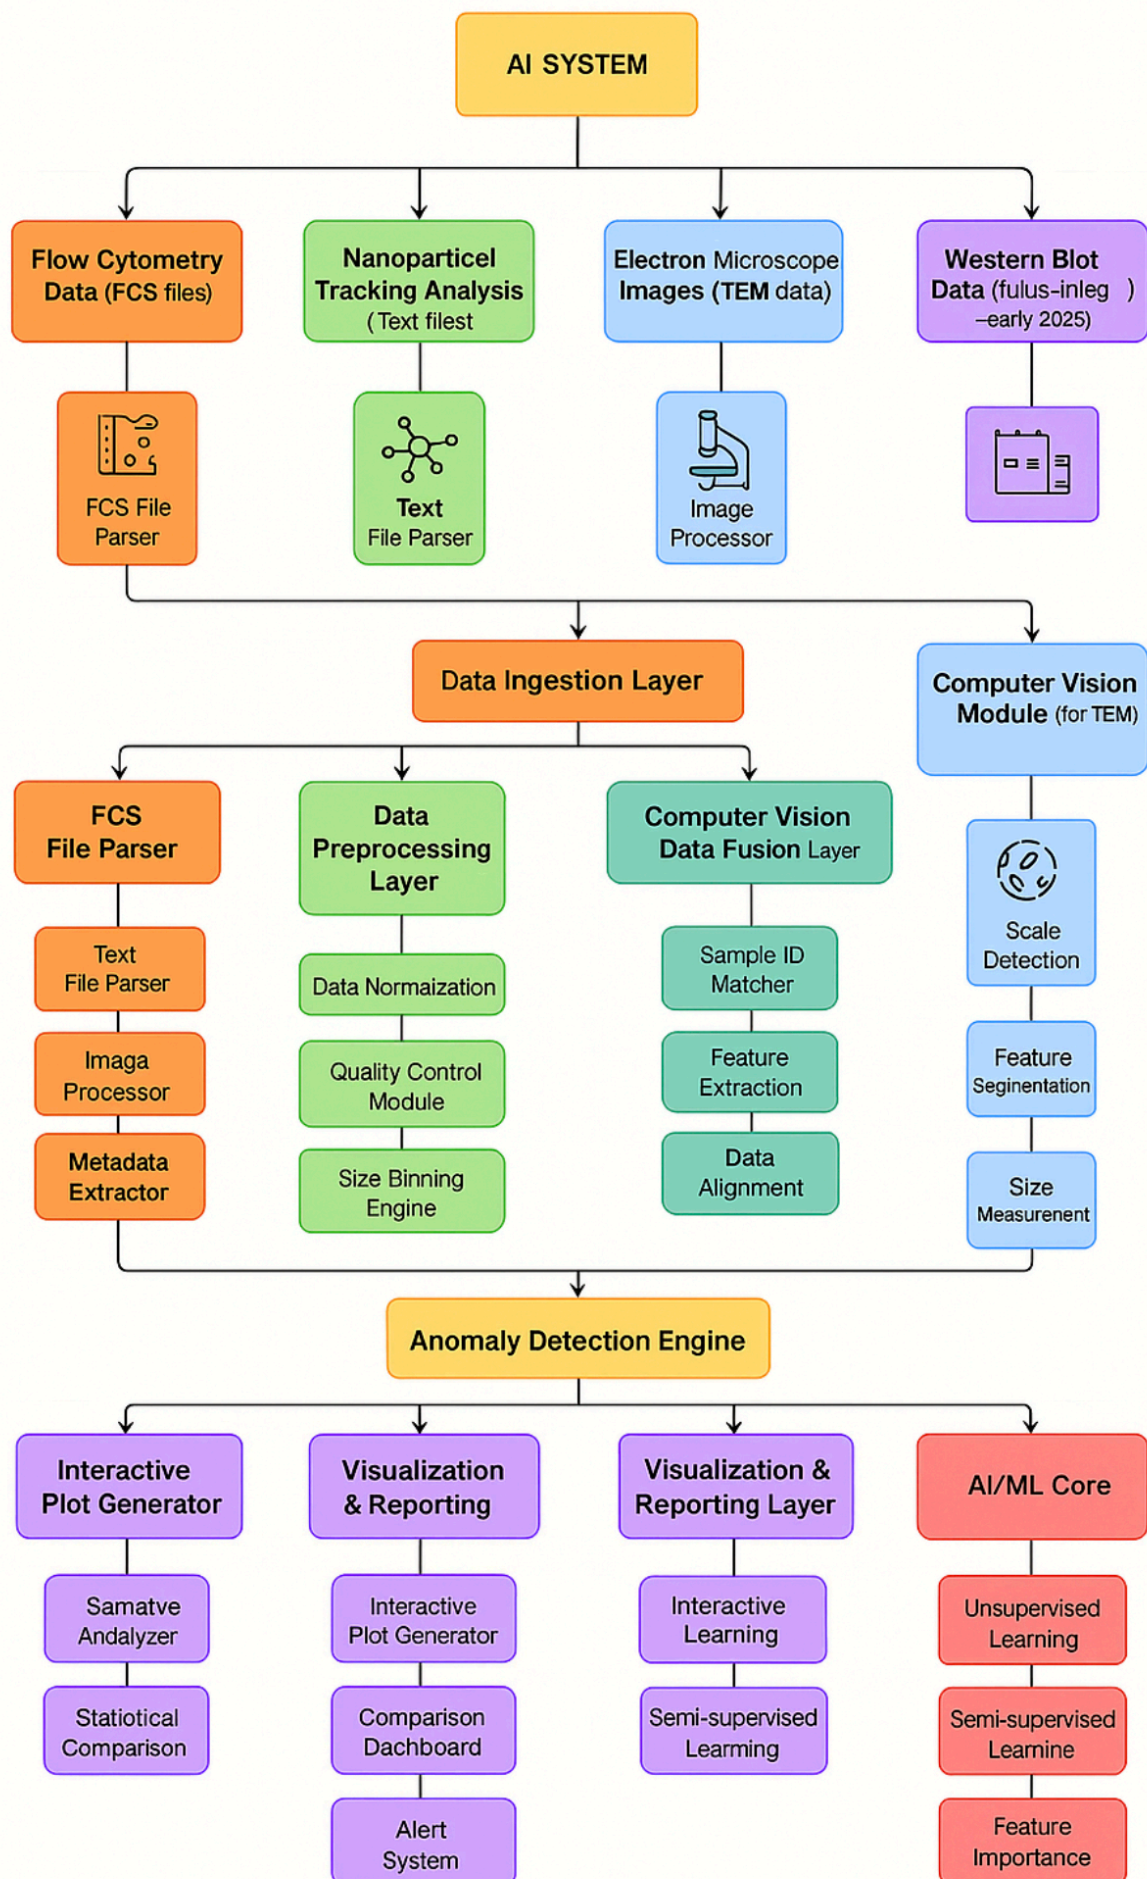 AI SYSTEM
Flow Cytometry
Data (FCS files)
Nanoparticel
Tracking Analysis
(Text filest
Electron Microscope
Images (TEM data)
Western Blot
Data (fulus-inleg )
–early 2025)
FCS File
Parser
Text
File Parser
Image
Processor
Data Ingestion Layer
Computer Vision
Module (for TEM)
FCS
File Parser
Data
Preprocessing
Layer
Computer Vision
Data Fusion Layer
Text
File Parser
Imaga
Processor
Metadata
Extractor
Data Normaization
Quality Control
Module
Size Binning
Engine
Sample ID
Matcher
Feature
Extraction
Data
Alignment
Scale
Detection
Feature
Seginentation
Size
Measurenent
Anomaly Detection Engine
Interactive
Plot Generator
Visualization
& Reporting
Visualization &
Reporting Layer
AI/ML Core
Samatve
Andalyzer
Statiotical
Comparison
Interactive
Plot Generator
Comparison
Dachboard
Alert
System
Interactive
Learning
Semi-supervised
Learming
Unsupervised
Learning
Semi-supervised
Learnine
Feature
Importance